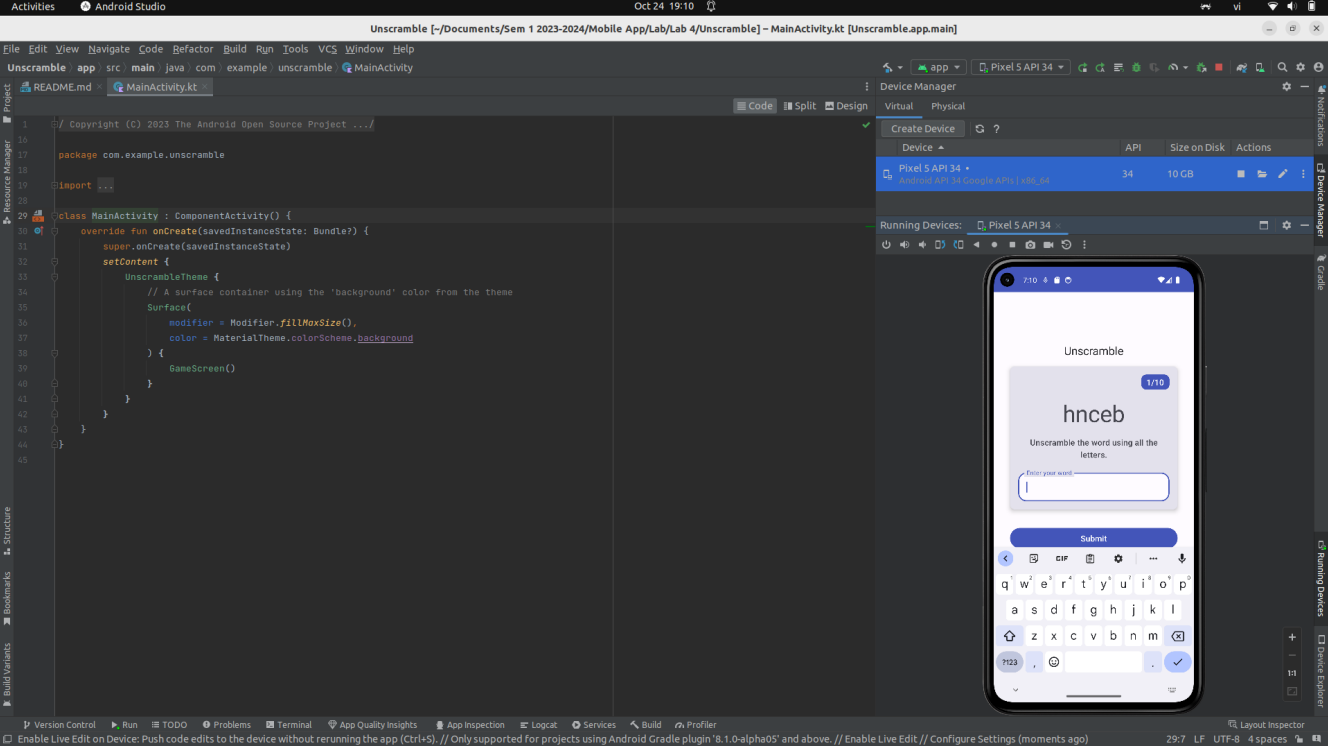 Activities
Android Studio
Oct 24 19:10
vi
Unscramble [~/Documents/Sem 1 2023-2024/Mobile App/Lab/Lab 4/Unscramble] – MainActivity.kt [Unscramble.app.main]
File Edit View Navigate Code Refactor Build Run Tools VCS Window Help
Unscramble app src main java com example unscramble MainActivity
app
Pixel 5 API 34
README.md
MainActivity.kt
Code Split Design
Project
Resource Manager
Structure
Bookmarks
Build Variants
1 / Copyright (C) 2023 The Android Open Source Project .../
16
17 package com.example.unscramble
18
19 import ...
28
29 class MainActivity : ComponentActivity() {
30 override fun onCreate(savedInstanceState: Bundle?) {
31 super.onCreate(savedInstanceState)
32 setContent {
33 UnscrambleTheme {
34 // A surface container using the 'background' color from the theme
35 Surface(
36 modifier = Modifier.fillMaxSize(),
37 color = MaterialTheme.colorScheme.background
38 ) {
39 GameScreen()
40 }
41 }
42 }
43 }
44 }
45
Device Manager
Virtual Physical
Create Device ?
Device API Size on Disk Actions
Pixel 5 API 34
Android API 34 Google APIs | x86_64
34 10 GB
Running Devices: Pixel 5 API 34
7:10
Unscramble
1/10
hnceb
Unscramble the word using all the
letters.
Enter your word
Submit
GIF
q1 w2 e3 r4 t5 y6 u7 i8 o9 p0
a s d f g h j k l
z x c v b n m
?123 , .
1:1
Notifications
Device Manager
Gradle
Running Devices
Device Explorer
Version Control Run TODO Problems Terminal App Quality Insights App Inspection Logcat Services Build Profiler Layout Inspector
Enable Live Edit on Device: Push code edits to the device without rerunning the app (Ctrl+S). // Only supported for projects using Android Gradle plugin '8.1.0-alpha05' and above. // Enable Live Edit // Configure Settings (moments ago)
29:7 LF UTF-8 4 spaces